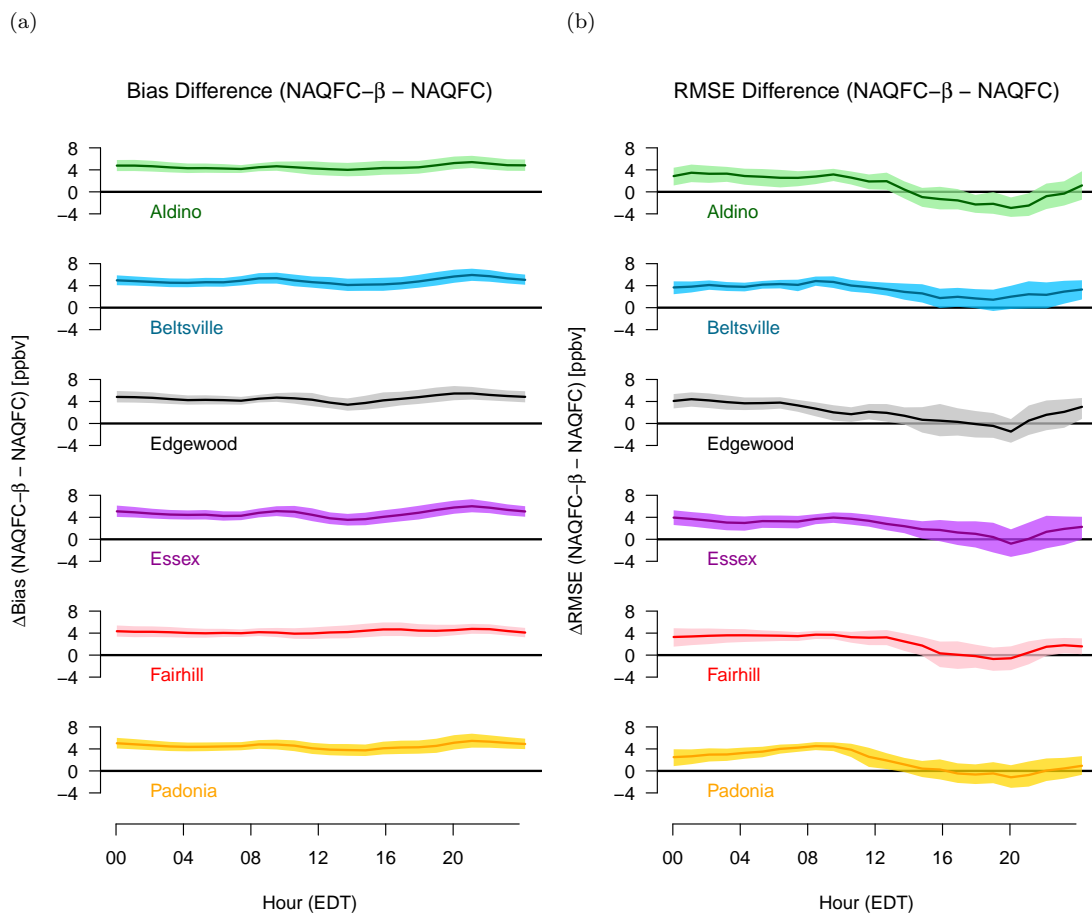 (a)
Bias Difference (NAQFC−β − NAQFC)
ΔBias (NAQFC−β − NAQFC) [ppbv]
8
4
0
−4
Aldino
8
4
0
−4
Beltsville
8
4
0
−4
Edgewood
8
4
0
−4
Essex
8
4
0
−4
Fairhill
8
4
0
−4
Padonia
00 04 08 12 16 20
Hour (EDT)
(b)
RMSE Difference (NAQFC−β − NAQFC)
ΔRMSE (NAQFC−β − NAQFC) [ppbv]
8
4
0
−4
Aldino
8
4
0
−4
Beltsville
8
4
0
−4
Edgewood
8
4
0
−4
Essex
8
4
0
−4
Fairhill
8
4
0
−4
Padonia
00 04 08 12 16 20
Hour (EDT)